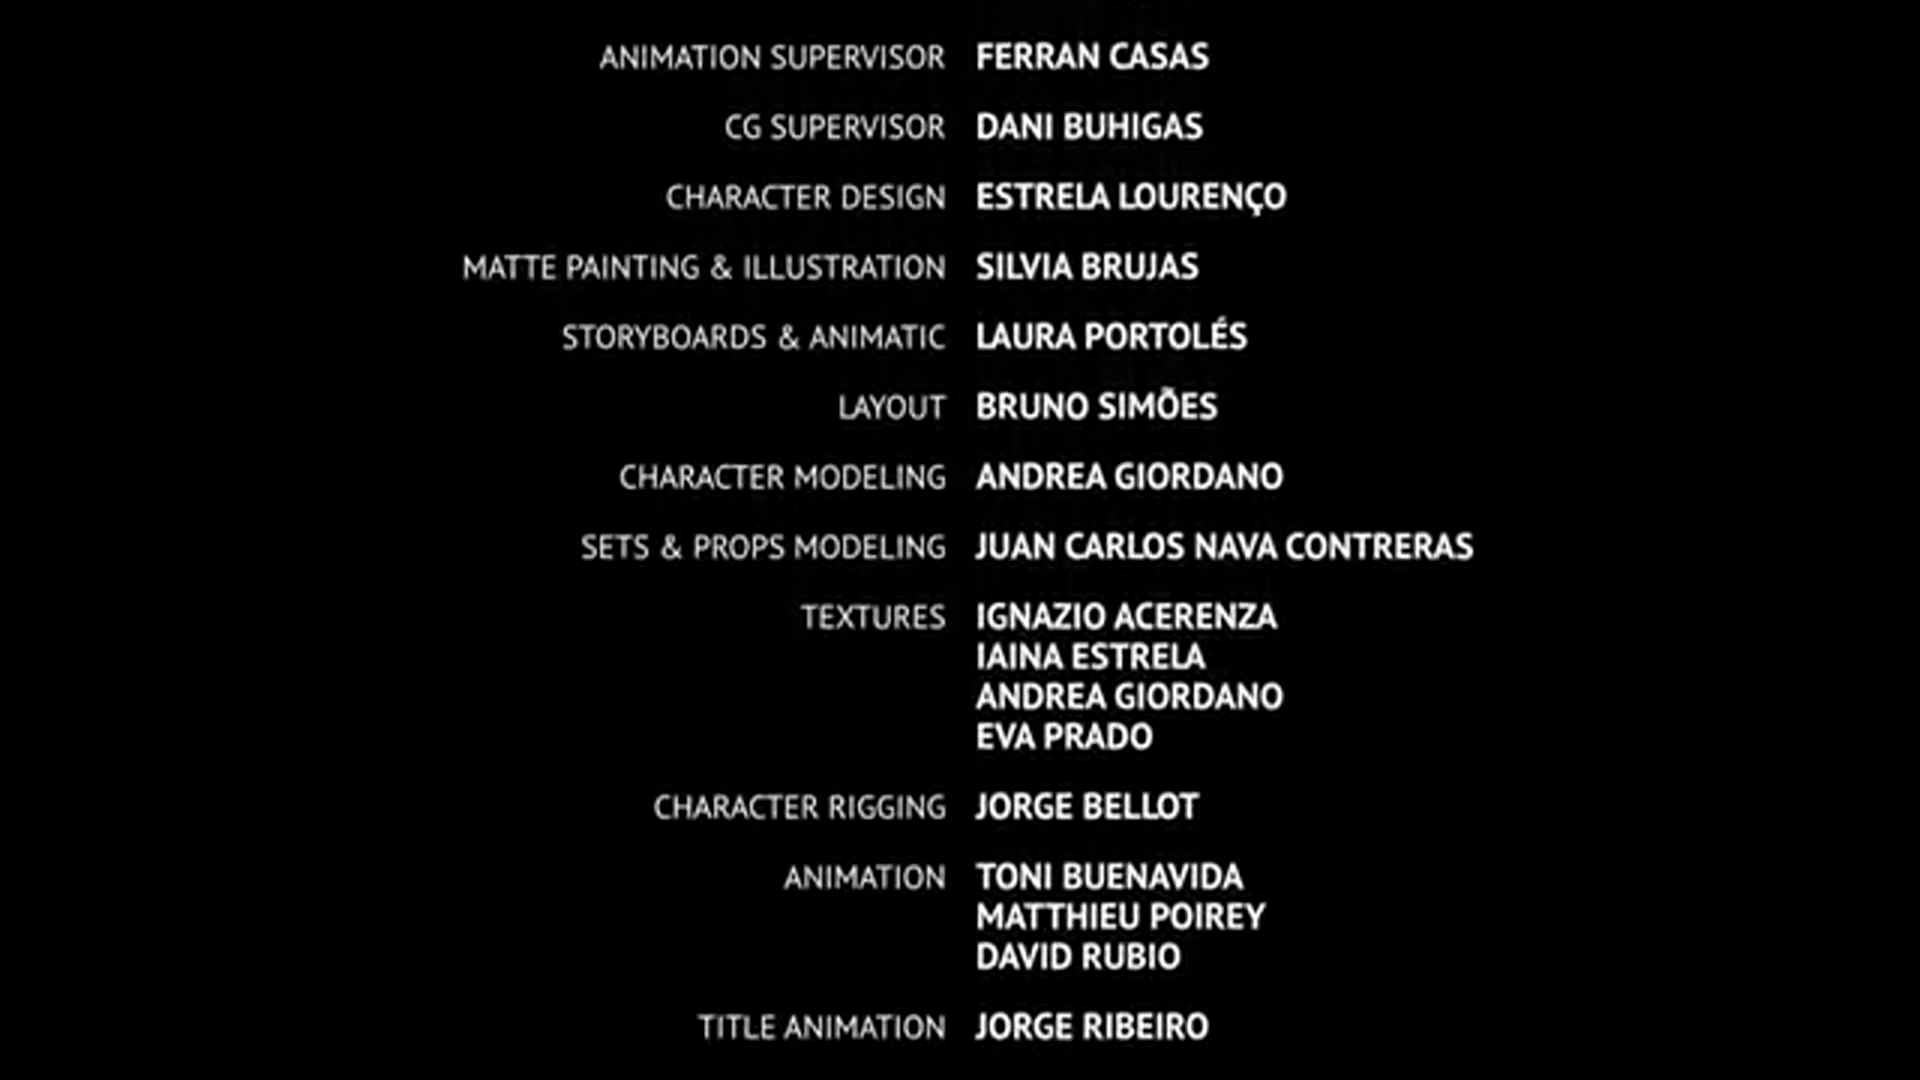 ANIMATION SUPERVISOR FERRAN CASAS
CG SUPERVISOR DANI BUHIGAS
CHARACTER DESIGN ESTRELA LOURENÇO
MATTE PAINTING & ILLUSTRATION SILVIA BRUJAS
STORYBOARDS & ANIMATIC LAURA PORTOLÉS
LAYOUT BRUNO SIMÕES
CHARACTER MODELING ANDREA GIORDANO
SETS & PROPS MODELING JUAN CARLOS NAVA CONTRERAS
TEXTURES IGNAZIO ACERENZA
IAINA ESTRELA
ANDREA GIORDANO
EVA PRADO
CHARACTER RIGGING JORGE BELLOT
ANIMATION TONI BUENAVIDA
MATTHIEU POIREY
DAVID RUBIO
TITLE ANIMATION JORGE RIBEIRO